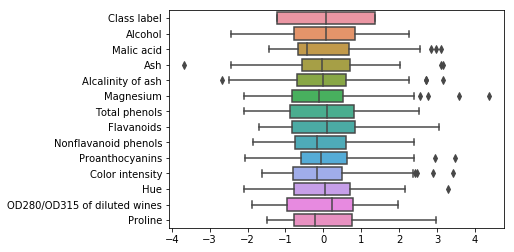 Class label
Alcohol
Malic acid
Ash
Alcalinity of ash
Magnesium
Total phenols
Flavanoids
Nonflavanoid phenols
Proanthocyanins
Color intensity
Hue
OD280/OD315 of diluted wines
Proline
−4 −3 −2 −1 0 1 2 3 4